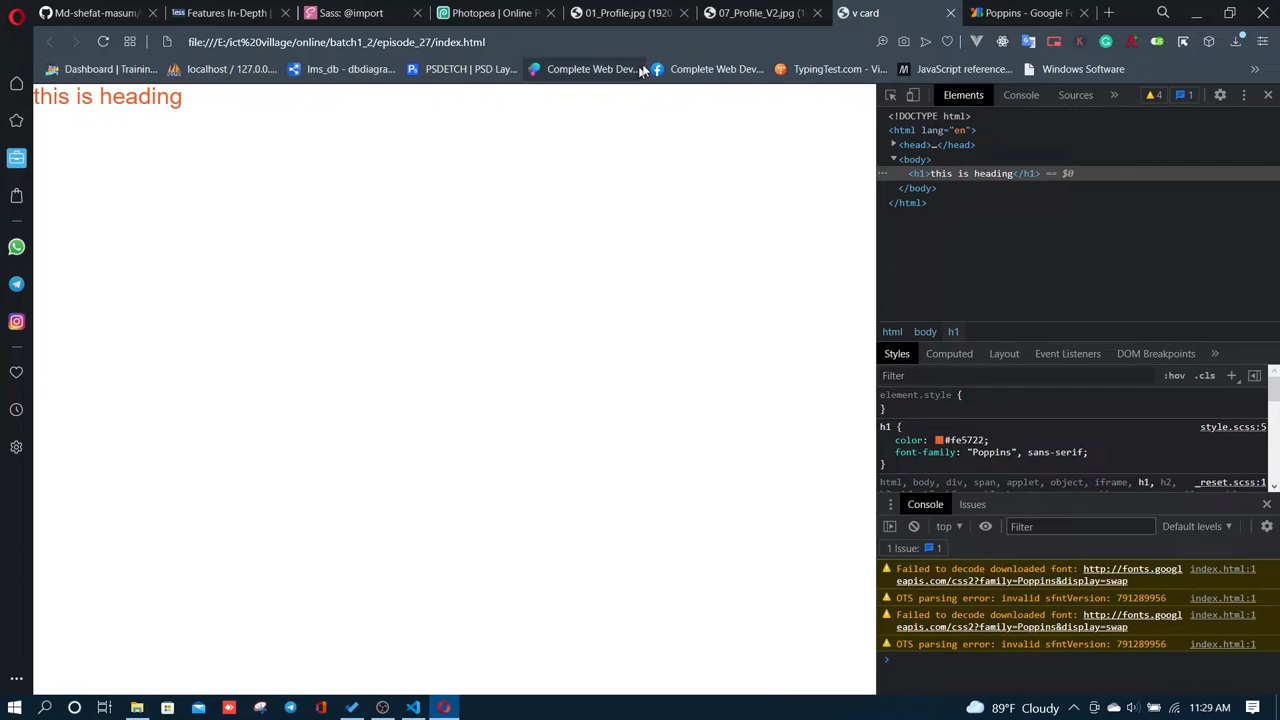 Md-shefat-masum/
Features In-Depth |
Sass: @import
Photopea | Online P
01_Profile.jpg (1920
07_Profile_V2.jpg (1
v card
Poppins - Google Fo
file:///E:/ict%20village/online/batch1_2/episode_27/index.html
Dashboard | Trainin...
localhost / 127.0.0....
lms_db - dbdiagra...
PSDETCH | PSD Lay...
Complete Web Dev...
Complete Web Dev...
TypingTest.com - Vi...
JavaScript reference...
Windows Software
this is heading
Elements
Console
Sources
4
1
<!DOCTYPE html>
<html lang="en">
<head>…</head>
<body>
<h1>this is heading</h1> == $0
</body>
</html>
html
body
h1
Styles
Computed
Layout
Event Listeners
DOM Breakpoints
Filter
:hov
.cls
element.style {
}
h1 {
style.scss:5
color: #fe5722;
font-family: "Poppins", sans-serif;
}
html, body, div, span, applet, object, iframe, h1, h2,
_reset.scss:1
Console
Issues
top
Filter
Default levels
1 Issue: 1
Failed to decode downloaded font: http://fonts.googl
index.html:1
eapis.com/css2?family=Poppins&display=swap
OTS parsing error: invalid sfntVersion: 791289956
index.html:1
Failed to decode downloaded font: http://fonts.googl
index.html:1
eapis.com/css2?family=Poppins&display=swap
OTS parsing error: invalid sfntVersion: 791289956
index.html:1
89°F Cloudy
11:29 AM